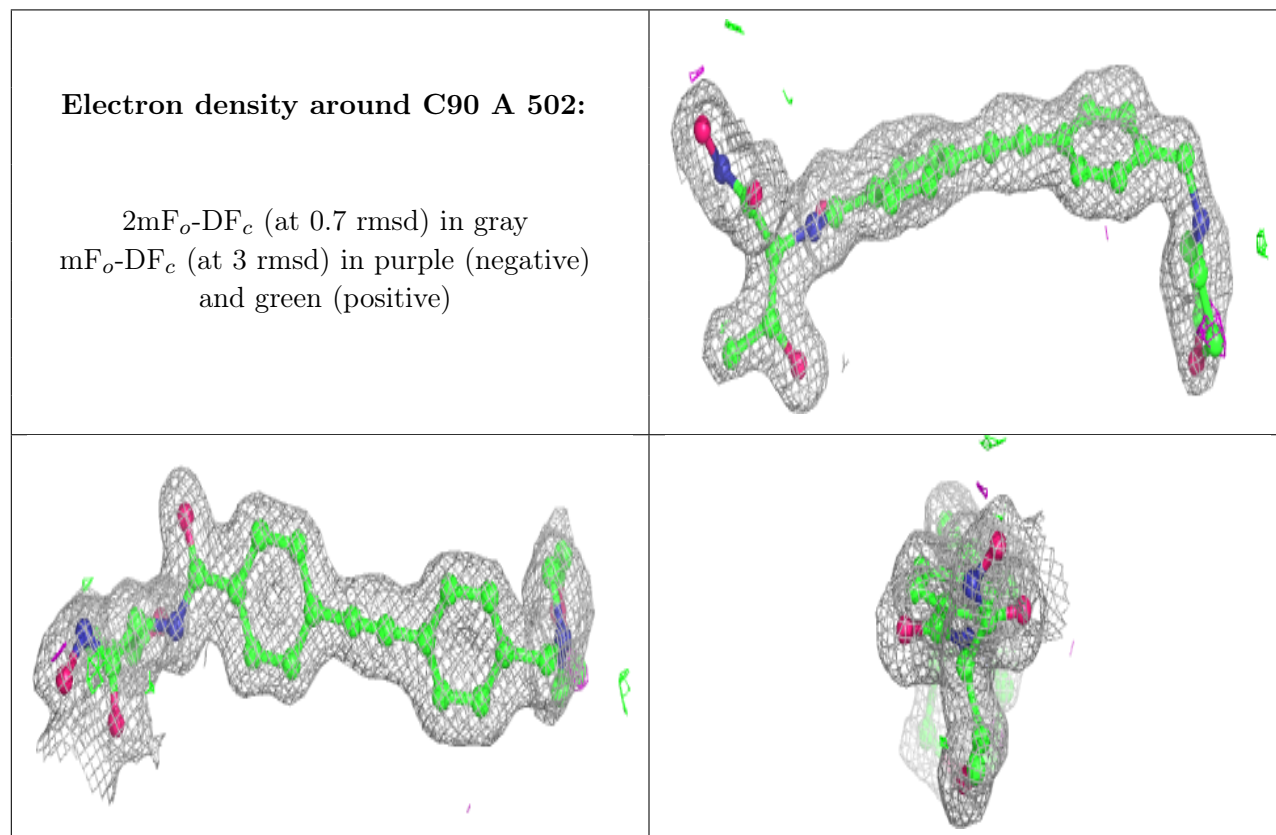 Electron density around C90 A 502:
2mFo-DFc (at 0.7 rmsd) in gray
mFo-DFc (at 3 rmsd) in purple (negative)
and green (positive)